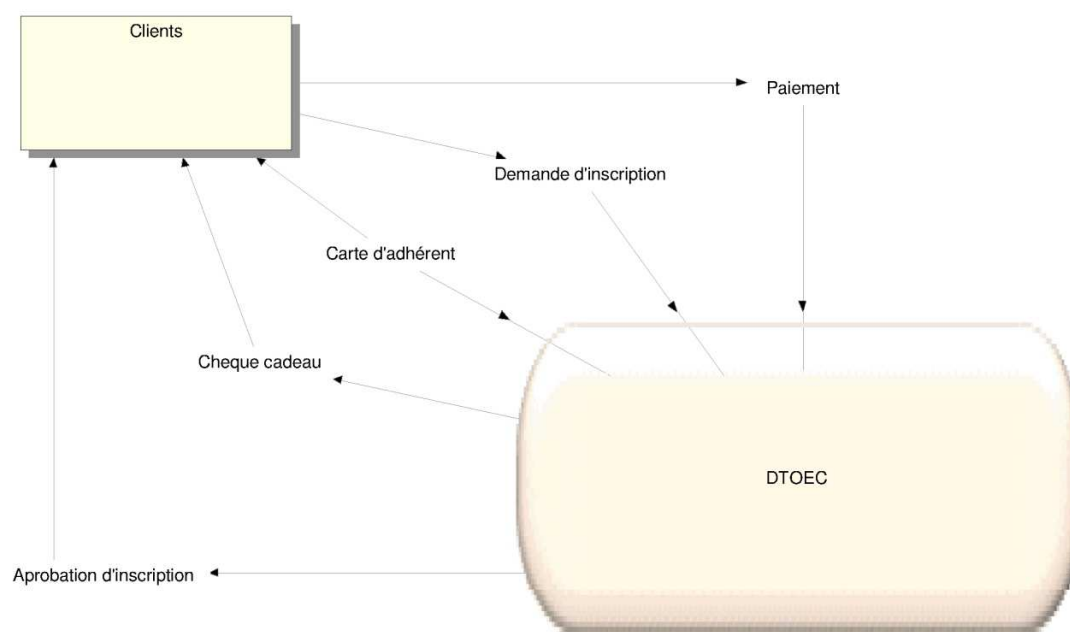 Clients
Paiement
Demande d'inscription
Carte d'adhérent
Cheque cadeau
DTOEC
Aprobation d'inscription